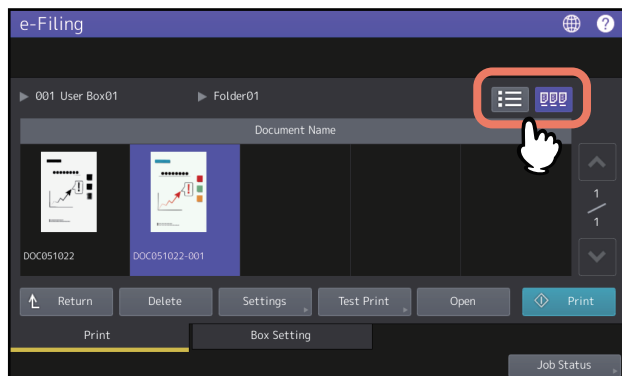 e-Filing
?
001 User Box01 Folder01
Document Name
DOC051022 DOC051022-001
1
1
Return Delete Settings Test Print Open Print
Print Box Setting
Job Status